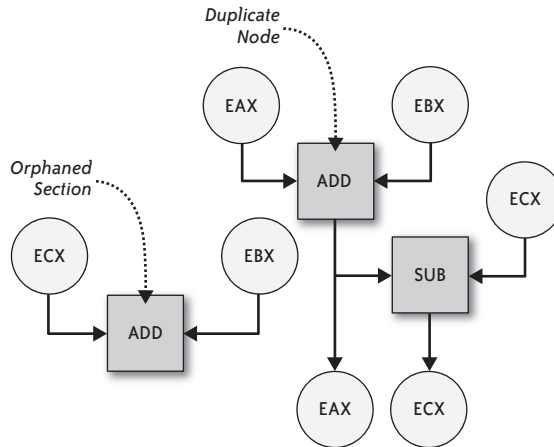 Duplicate
Node
EAX
EBX
ADD
Orphaned
Section
ECX
ECX
EBX
SUB
ADD
EAX
ECX